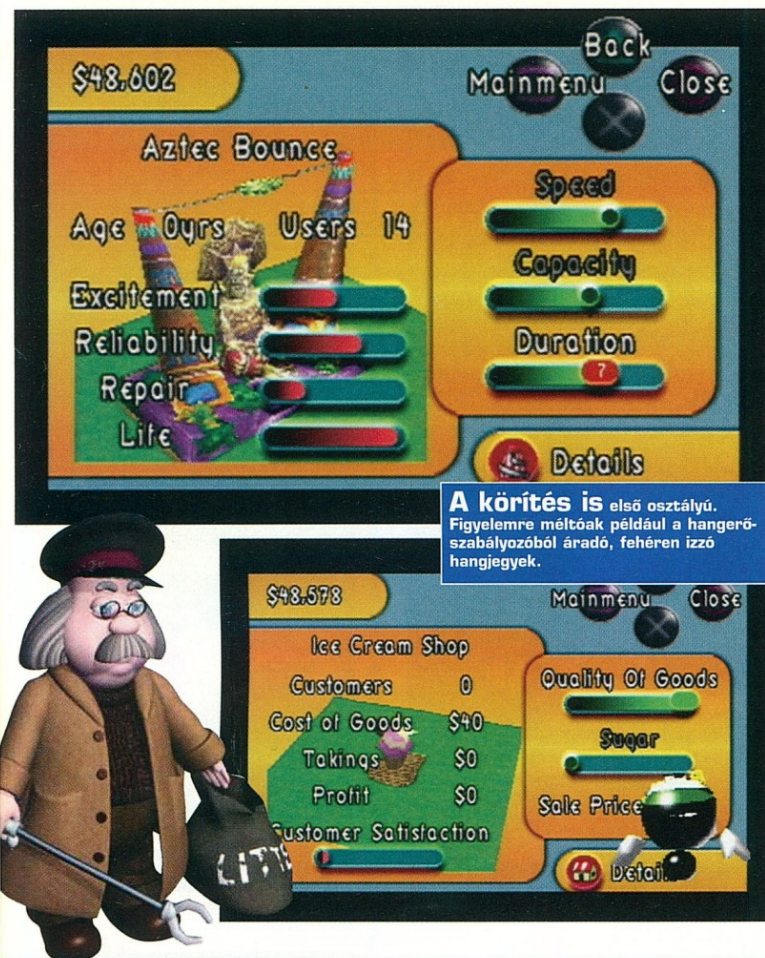 $48,602
Back
Mainmenu
Close
Aztec Bounce
Age 0yrs Users 14
Excitement
Reliability
Repair
Life
Speed
Capacity
Duration
7
Details
A körítés is első osztályú.
Figyelemre méltóak például a hangerő-
szabályozóból áradó, fehéren izzó
hangjegyek.
$48,578
Mainmenu
Close
Ice Cream Shop
Customers 0
Cost of Goods $40
Takings $0
Profit $0
Customer Satisfaction
Quality Of Goods
Sugar
Sale Price
Detail
LITTE